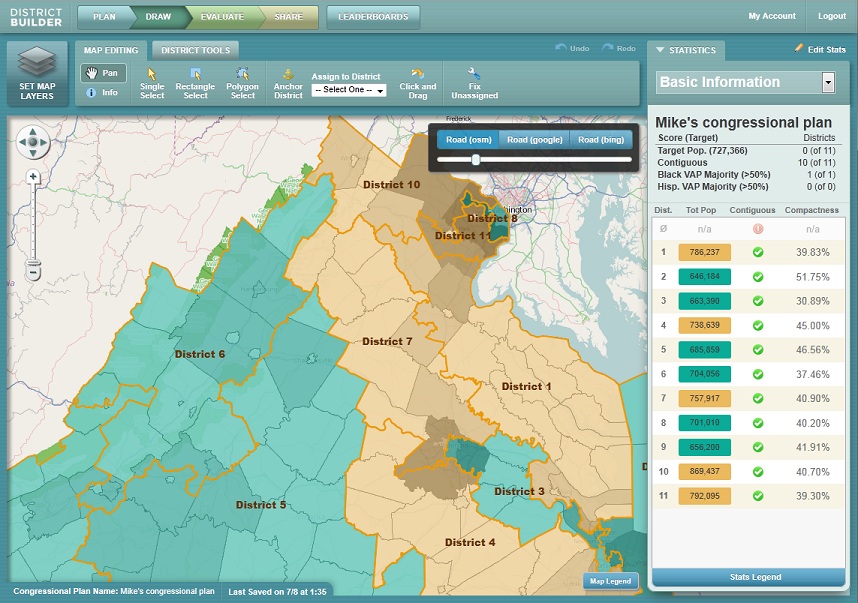 DISTRICT
BUILDER
PLAN
DRAW
EVALUATE
SHARE
LEADERBOARDS
My Account
Logout
SET MAP
LAYERS
MAP EDITING
DISTRICT TOOLS
Undo
Redo
Pan
Info
Single
Select
Rectangle
Select
Polygon
Select
Anchor
District
Assign to District
-- Select One --
Click and
Drag
Fix
Unassigned
STATISTICS
Edit Stats
Basic Information
Mike's congressional plan
Score (Target) Districts
Target Pop. (727,366) 0 (of 11)
Contiguous 10 (of 11)
Black VAP Majority (>50%) 1 (of 1)
Hisp. VAP Majority (>50%) 0 (of 0)
Dist. Tot Pop Contiguous Compactness
Ø n/a n/a
1 786,237 39.83%
2 646,184 51.75%
3 663,390 30.89%
4 738,639 45.00%
5 685,859 46.56%
6 704,056 37.46%
7 757,917 40.90%
8 701,010 40.20%
9 656,200 41.91%
10 869,437 40.70%
11 792,095 39.30%
Stats Legend
Frederick
Road (osm)
Road (google)
Road (bing)
District 10
District 8
District 11
District 7
District 6
District 1
District 3
District 5
District 4
Map Legend
Congressional Plan Name: Mike's congressional plan
Last Saved on 7/8 at 1:35